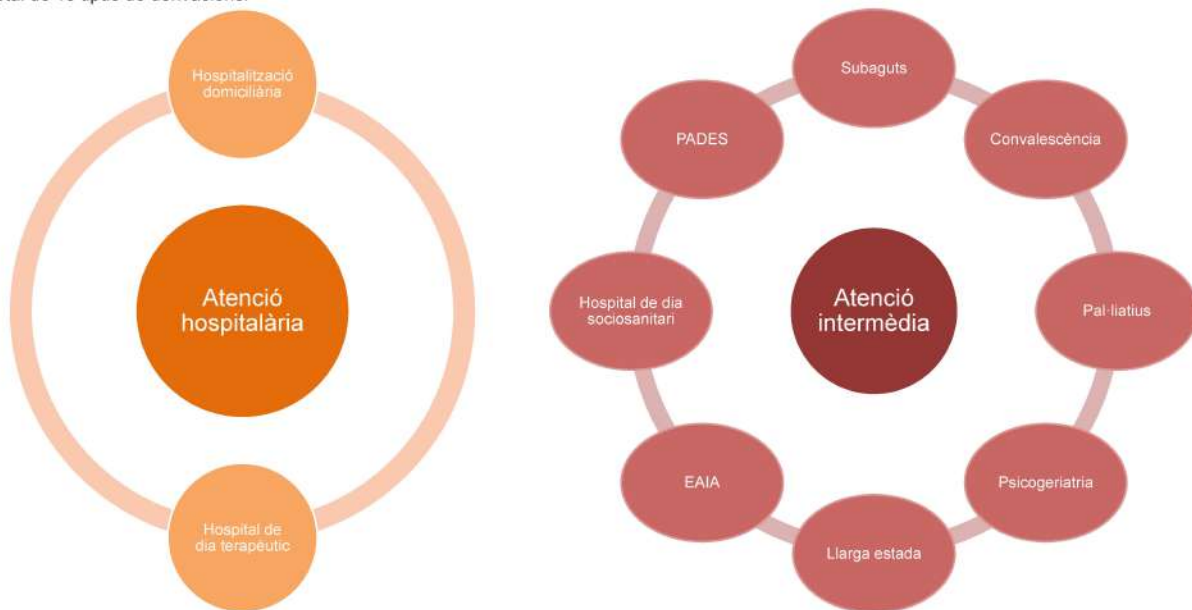 Hospitalització
domiciliària
Atenció
hospitalària
Hospital de
dia terapèutic
Subaguts
Convalescència
Pal·liatius
Psicogeriatria
Llarga estada
EAIA
Hospital de dia
sociosanitari
PADES
Atenció
intermèdia